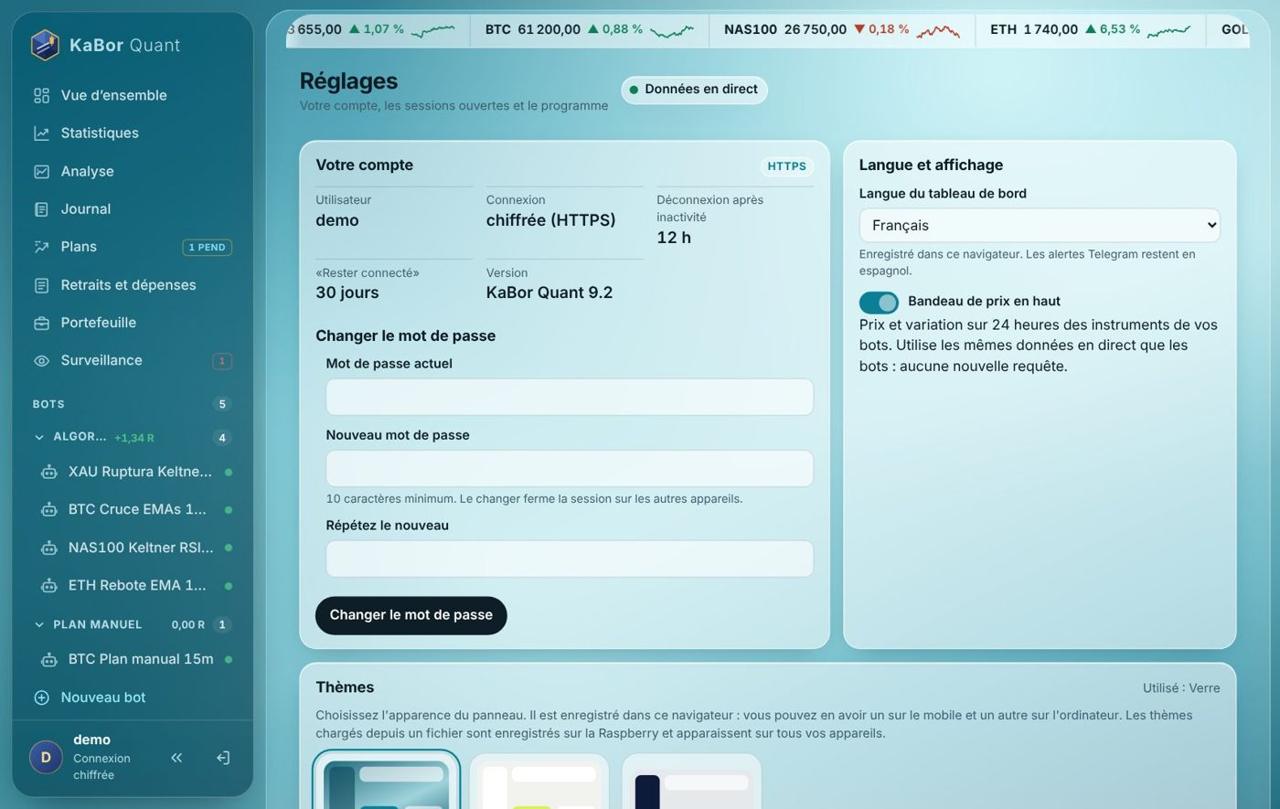 KaBor Quant
Vue d'ensemble
Statistiques
Analyse
Journal
Plans 1 PEND
Retraits et dépenses
Portefeuille
Surveillance 1
BOTS 5
ALGOR... +1,34 R 4
XAU Ruptura Keltne...
BTC Cruce EMAs 1...
NAS100 Keltner RSI...
ETH Rebote EMA 1...
PLAN MANUEL 0,00 R 1
BTC Plan manual 15m
Nouveau bot
D
demo
Connexion
chiffrée
655,00 ▲ 1,07 % BTC 61 200,00 ▲ 0,88 % NAS100 26 750,00 ▼ 0,18 % ETH 1 740,00 ▲ 6,53 % GOL
Réglages
Votre compte, les sessions ouvertes et le programme
Données en direct
Votre compte HTTPS
Utilisateur
demo
Connexion
chiffrée (HTTPS)
Déconnexion après
inactivité
12 h
«Rester connecté»
30 jours
Version
KaBor Quant 9.2
Changer le mot de passe
Mot de passe actuel
Nouveau mot de passe
10 caractères minimum. Le changer ferme la session sur les autres appareils.
Répétez le nouveau
Changer le mot de passe
Langue et affichage
Langue du tableau de bord
Français
Enregistré dans ce navigateur. Les alertes Telegram restent en
espagnol.
Bandeau de prix en haut
Prix et variation sur 24 heures des instruments de vos
bots. Utilise les mêmes données en direct que les
bots : aucune nouvelle requête.
Thèmes Utilisé : Verre
Choisissez l'apparence du panneau. Il est enregistré dans ce navigateur : vous pouvez en avoir un sur le mobile et un autre sur l'ordinateur. Les thèmes
chargés depuis un fichier sont enregistrés sur la Raspberry et apparaissent sur tous vos appareils.